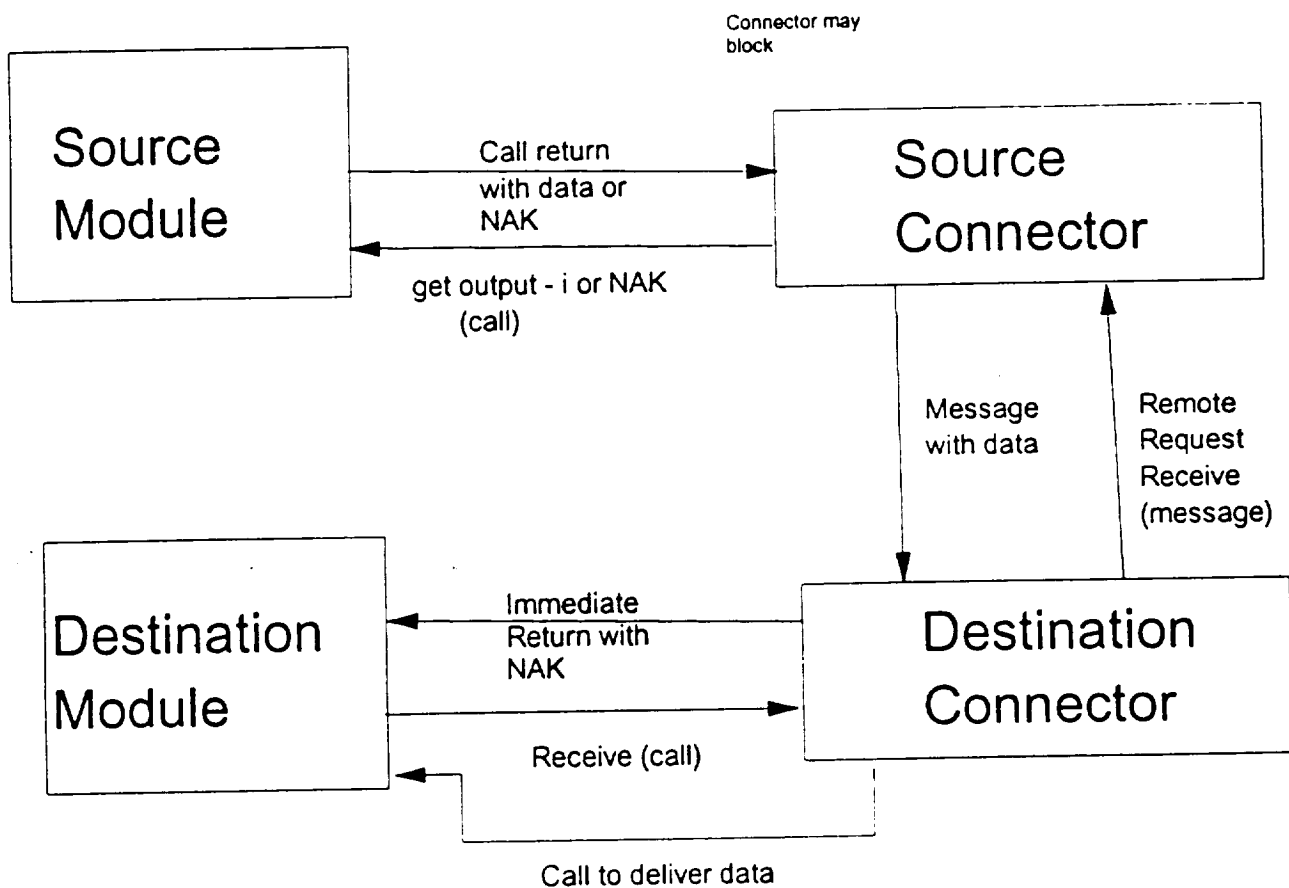 Connector may
block
Source
Module
Call return
with data or
NAK
get output - i or NAK
(call)
Source
Connector
Message
with data
Remote
Request
Receive
(message)
Destination
Module
Immediate
Return with
NAK
Receive (call)
Destination
Connector
Call to deliver data